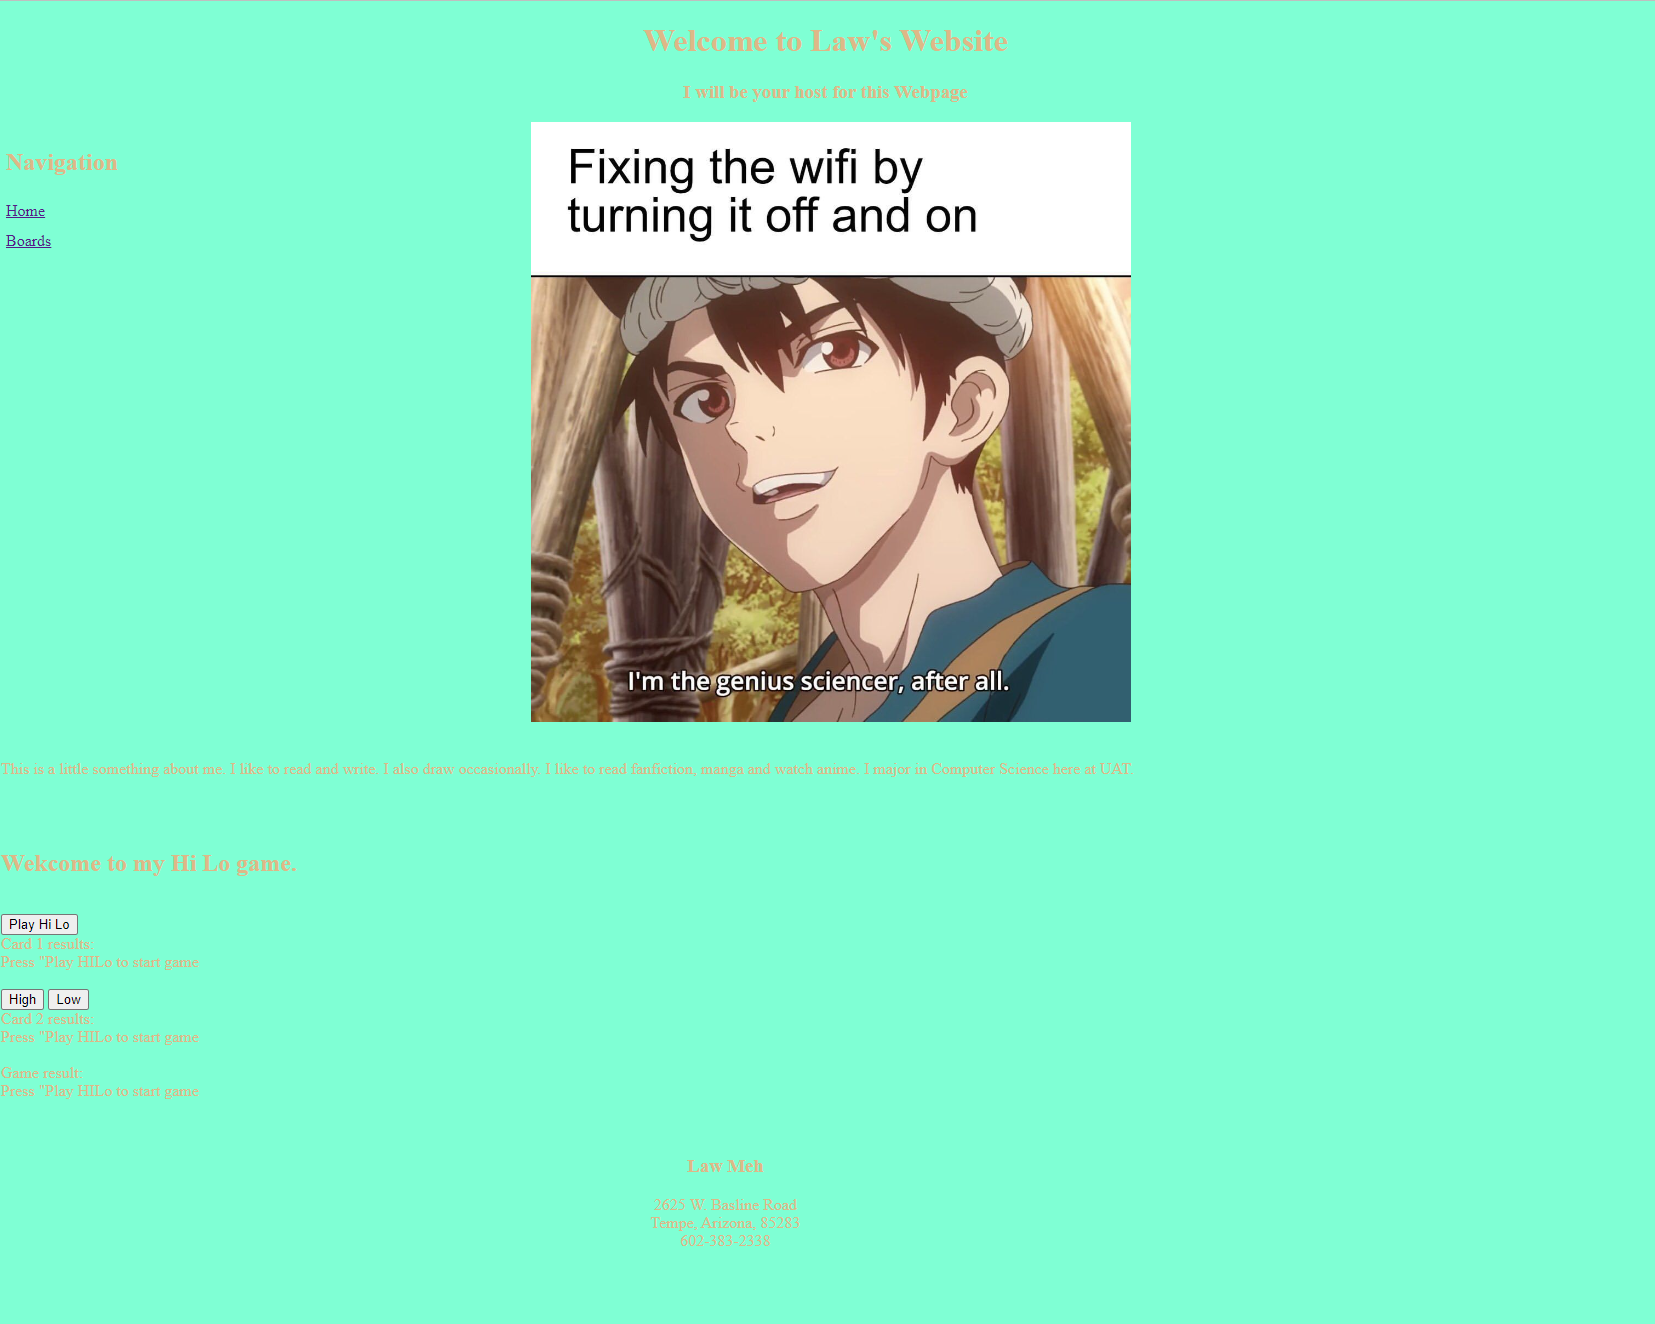 Welcome to Law's Website
I will be your host for this Webpage
Navigation
Home
Boards
Fixing the wifi by
turning it off and on
I'm the genius sciencer, after all.
This is a little something about me. I like to read and write. I also draw occasionally. I like to read fanfiction, manga and watch anime. I major in Computer Science here at UAT.
Wekcome to my Hi Lo game.
Play Hi Lo
Card 1 results:
Press "Play HILo to start game
High Low
Card 2 results:
Press "Play HILo to start game
Game result:
Press "Play HILo to start game
Law Meh
2625 W. Basline Road
Tempe, Arizona, 85283
602-383-2338